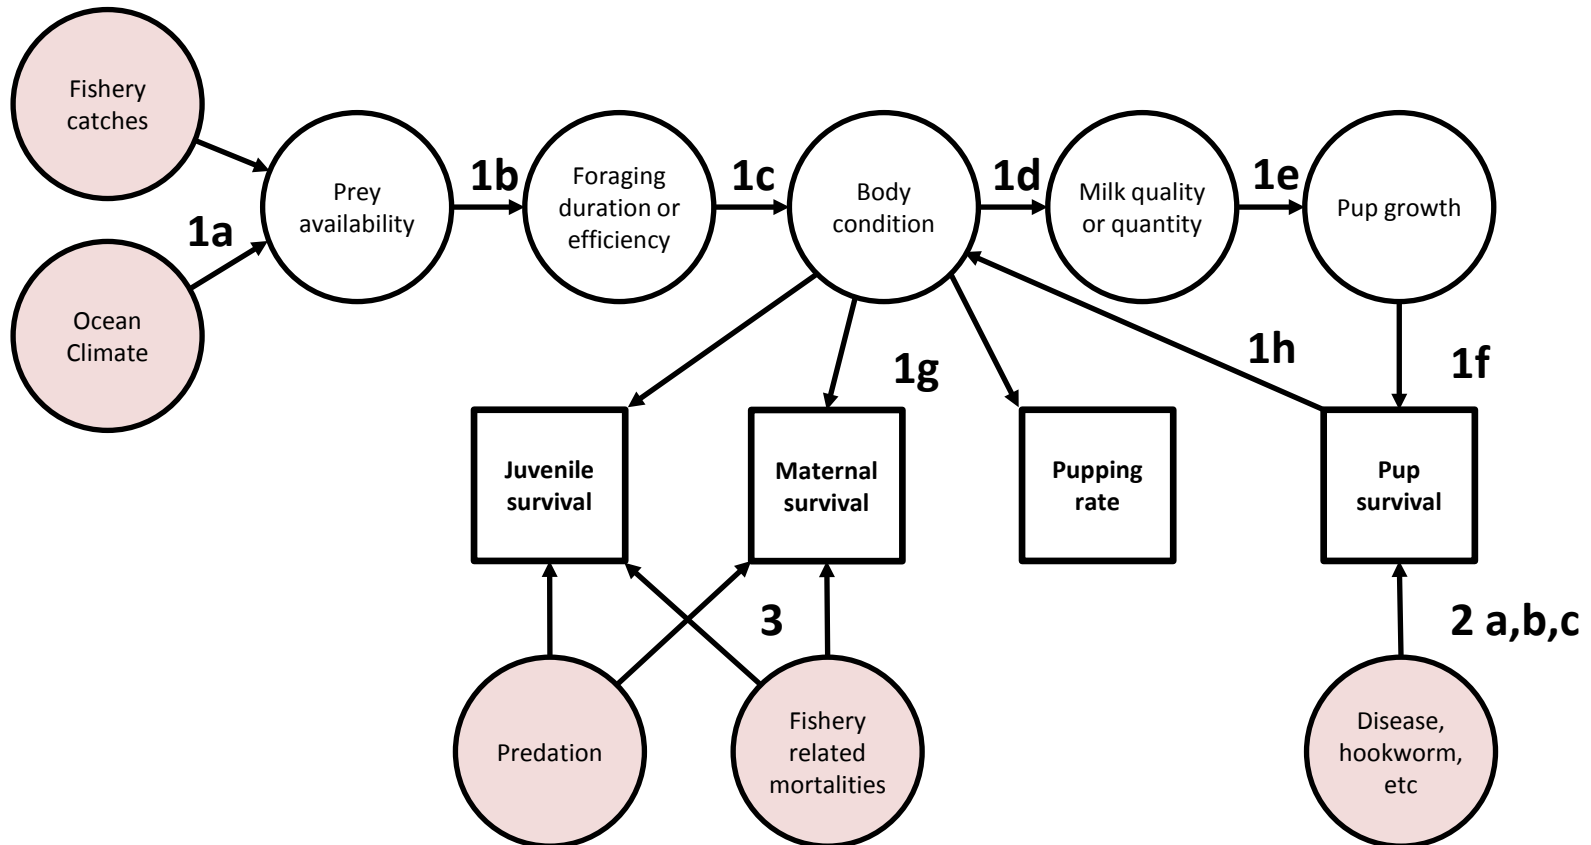 Fishery
catches
1a
Ocean
Climate
Prey
availability
1b
Foraging
duration or
efficiency
1c
Body
condition
1d
Milk quality
or quantity
1e
Pup growth
1g
1h
1f
Juvenile
survival
Maternal
survival
Pupping
rate
Pup
survival
3
2 a,b,c
Predation
Fishery
related
mortalities
Disease,
hookworm,
etc